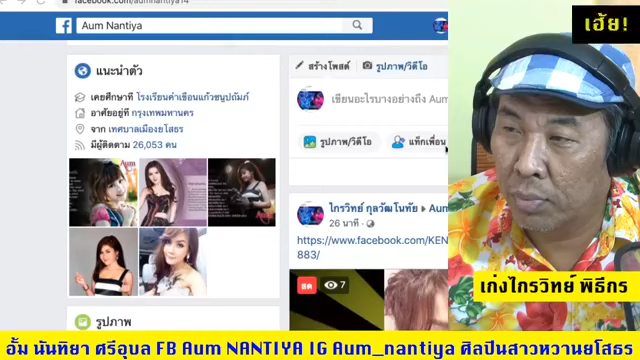 facebook.com/aumnantiya14
Aum Nantiya
เฮ้ย!
แนะนำตัว
เคยศึกษาที่ โรงเรียนคำเขื่อนแก้วชนูปถัมภ์
อาศัยอยู่ที่ กรุงเทพมหานคร
จาก เทศบาลเมืองยโสธร
มีผู้ติดตาม 26,053 คน
รูปภาพ
สร้างโพสต์
รูปภาพ/วิดีโอ
เขียนอะไรบางอย่างถึง Aum
รูปภาพ/วิดีโอ
แท็กเพื่อน
ไกรวิทย์ กุลวัฒโนทัย ▸ Aum
26 นาที ·
https://www.facebook.com/KEN
883/
สด
7
เก่งไกรวิทย์ พิธีกร
อั้ม นันทิยา ศรีอุบล FB Aum NANTIYA IG Aum_nantiya ศิลปินสาวหวานยโสธร